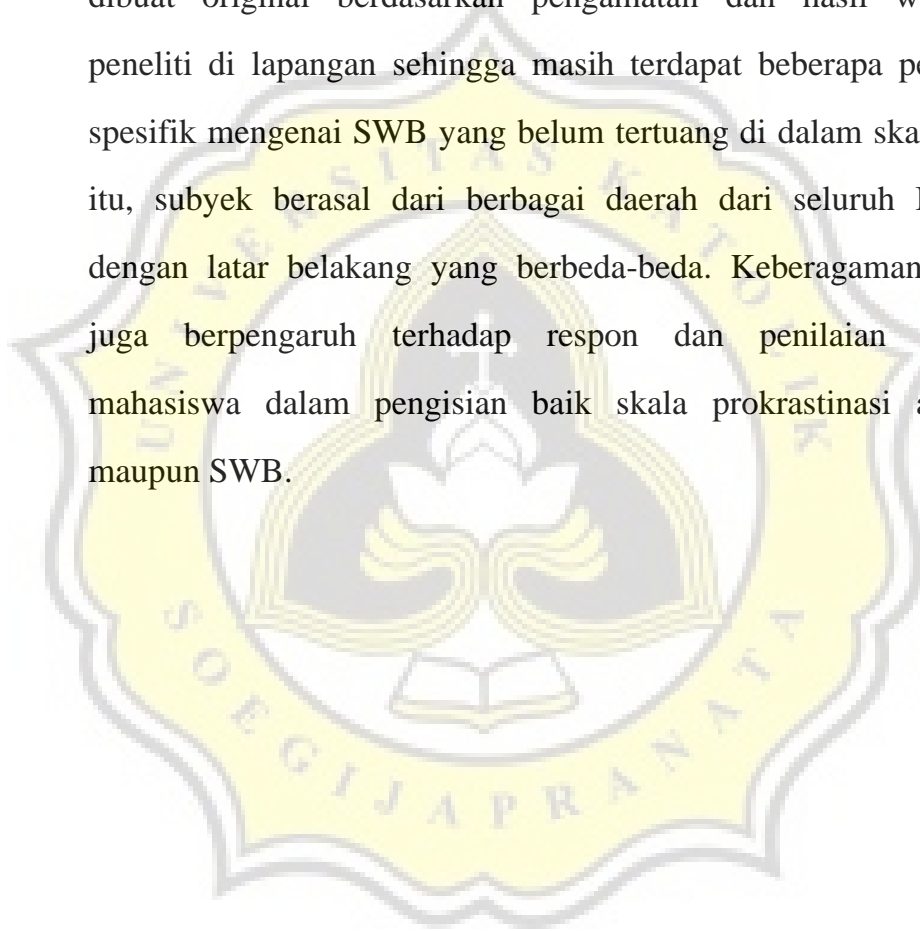 dibuat original berdasarkan pengamatan dan hasil
peneliti di lapangan sehingga masih terdapat beberapa
spesifik mengenai SWB yang belum tertuang di dalam
itu, subyek berasal dari berbagai daerah dari seluruh
dengan latar belakang yang berbeda-beda. Keberagaman
juga berpengaruh terhadap respon dan penilaian
mahasiswa dalam pengisian baik skala prokrastinasi
maupun SWB.
UNIVERSITAS KATOLIK
SOEGIJAPRANATA